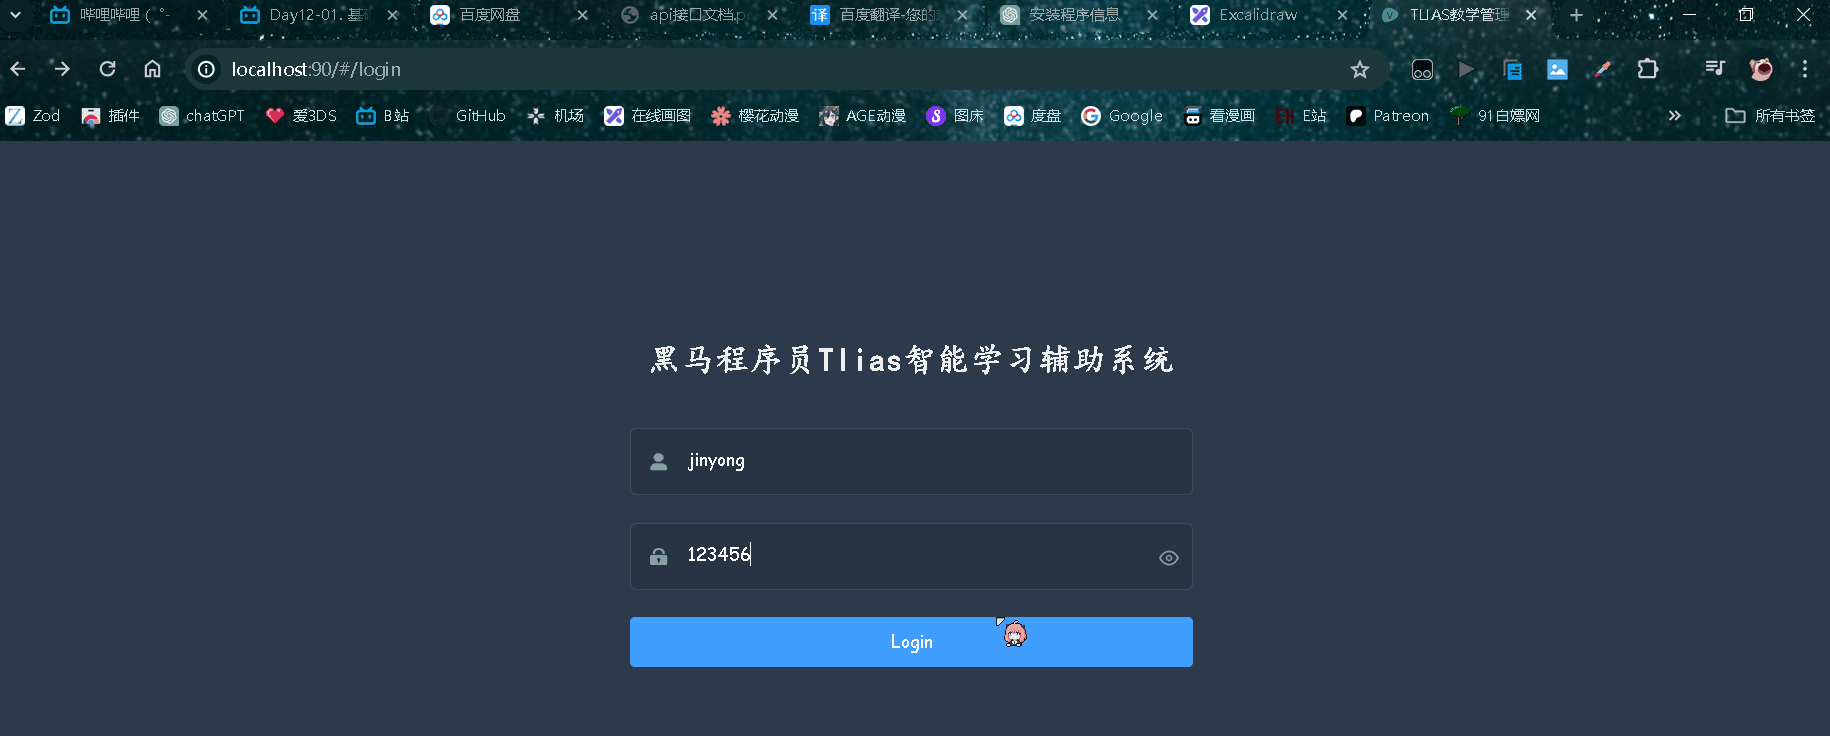 哔哩哔哩 ( ゜-
Day12-01. 基础
百度网盘
api接口文档.p
百度翻译-您的
安装程序信息
Excalidraw
TLIAS教学管理
localhost:90/#/login
Zod
插件
chatGPT
爱3DS
B站
GitHub
机场
在线画图
樱花动漫
AGE动漫
图床
度盘
Google
看漫画
E站
Patreon
91白嫖网
所有书签
黑马程序员Tlias智能学习辅助系统
jinyong
123456
Login